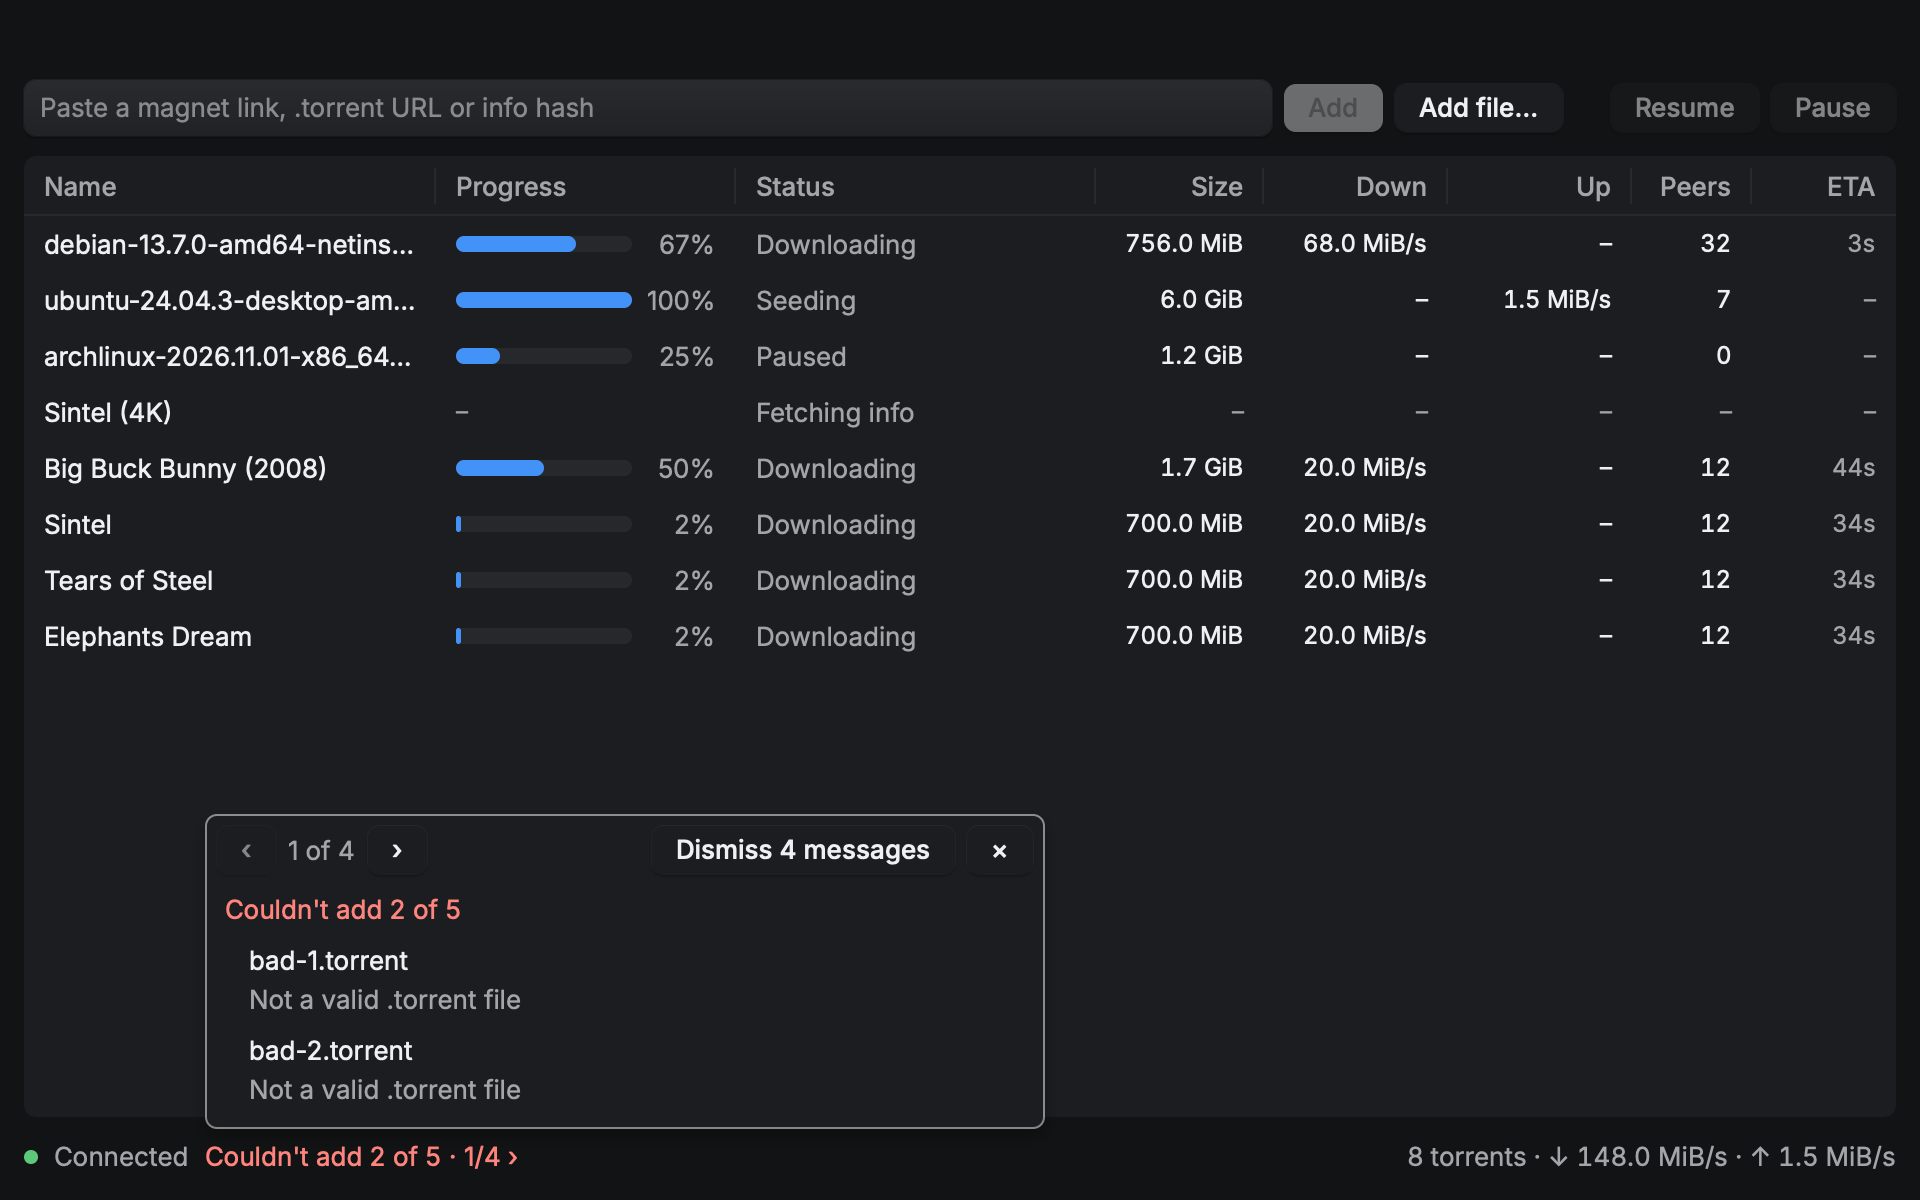 Paste a magnet link, .torrent URL or info hash Add Add file... Resume Pause
Name Progress Status Size Down Up Peers ETA
debian-13.7.0-amd64-netins... 67% Downloading 756.0 MiB 68.0 MiB/s – 32 3s
ubuntu-24.04.3-desktop-am... 100% Seeding 6.0 GiB – 1.5 MiB/s 7 –
archlinux-2026.11.01-x86_64... 25% Paused 1.2 GiB – – 0 –
Sintel (4K) – Fetching info – – – – –
Big Buck Bunny (2008) 50% Downloading 1.7 GiB 20.0 MiB/s – 12 44s
Sintel 2% Downloading 700.0 MiB 20.0 MiB/s – 12 34s
Tears of Steel 2% Downloading 700.0 MiB 20.0 MiB/s – 12 34s
Elephants Dream 2% Downloading 700.0 MiB 20.0 MiB/s – 12 34s
‹ 1 of 4 › Dismiss 4 messages ×
Couldn't add 2 of 5
bad-1.torrent
Not a valid .torrent file
bad-2.torrent
Not a valid .torrent file
Connected Couldn't add 2 of 5 · 1/4 › 8 torrents · ↓ 148.0 MiB/s · ↑ 1.5 MiB/s